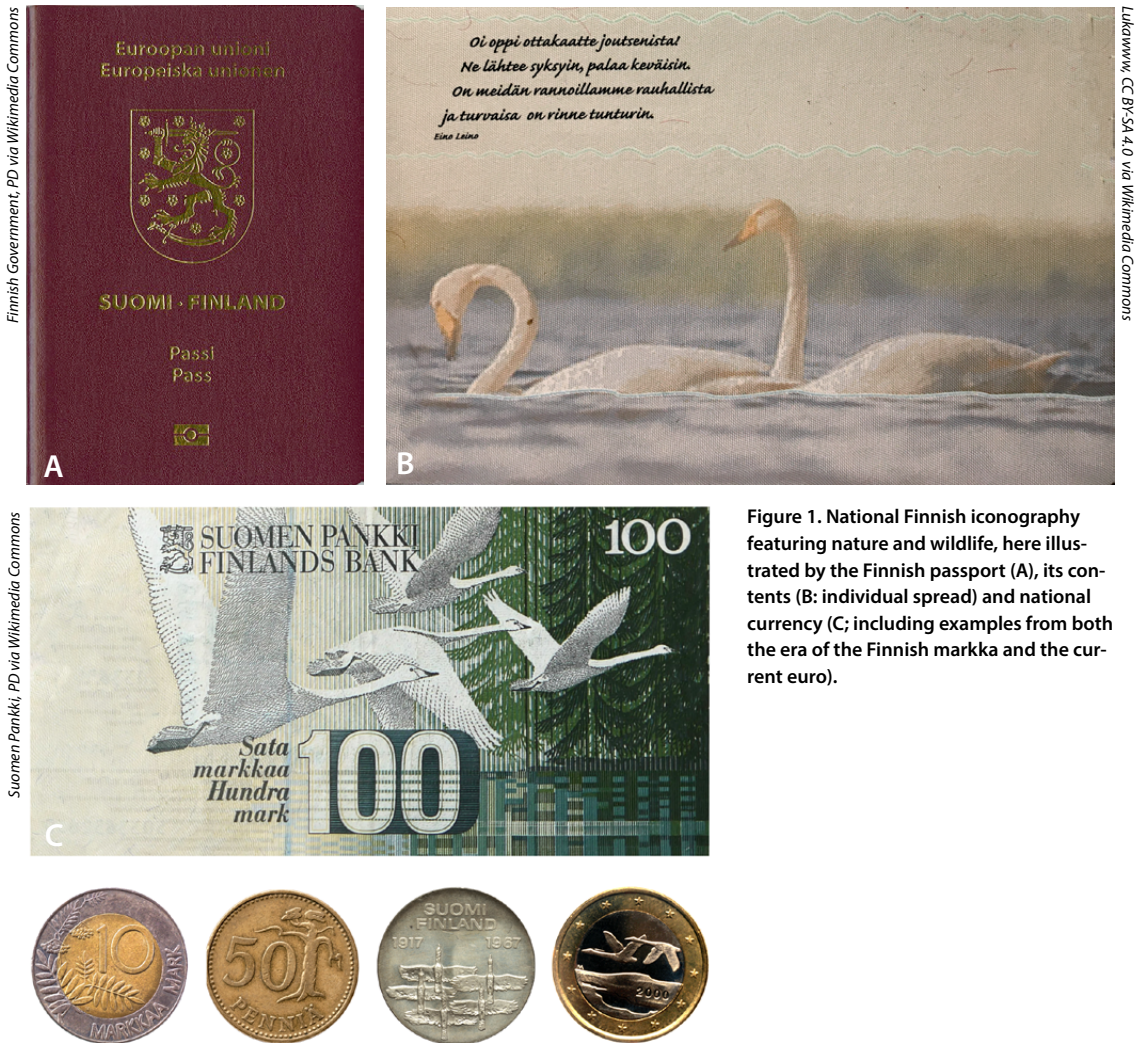 Finnish Government, PD via Wikimedia Commons
Euroopan unioni
Europeiska unionen
SUOMI · FINLAND
Passi
Pass
A
Oi oppi ottakaatte joutsenista!
Ne lähtee syksyin, palaa keväisin.
On meidän rannoillamme rauhallista
ja turvaisa on rinne tunturin.
Eino Leino
B
Lukawww, CC BY-SA 4.0 via Wikimedia Commons
Suomen Pankki, PD via Wikimedia Commons
SUOMEN PANKKI
FINLANDS BANK
100
Sata
markkaa
Hundra
mark
100
C
Figure 1. National Finnish iconography
featuring nature and wildlife, here illus-
trated by the Finnish passport (A), its con-
tents (B: individual spread) and national
currency (C; including examples from both
the era of the Finnish markka and the cur-
rent euro).
10
MARKKAA MARK
50
PENNIÄ
SUOMI
FINLAND
1917 1967
2000